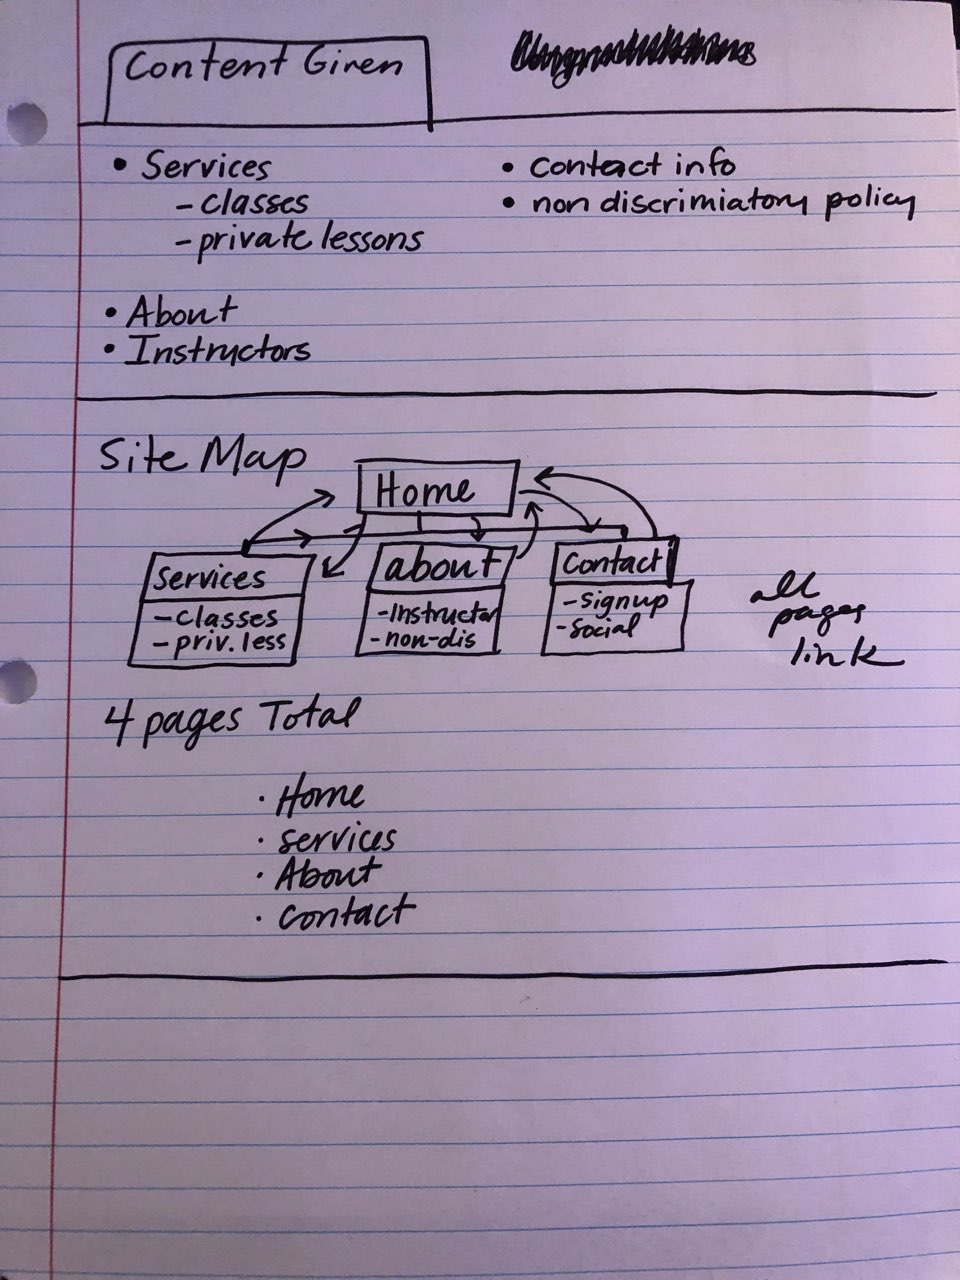 Content Given
• Services
– classes
– private lessons
• About
• Instructors
• contact info
• non discrimiatory policy
Site Map
Home
services
– classes
– priv. less
about
– Instructor
– non-dis
Contact
– signup
– social
all
pages
link
4 pages Total
· Home
· services
· About
· contact